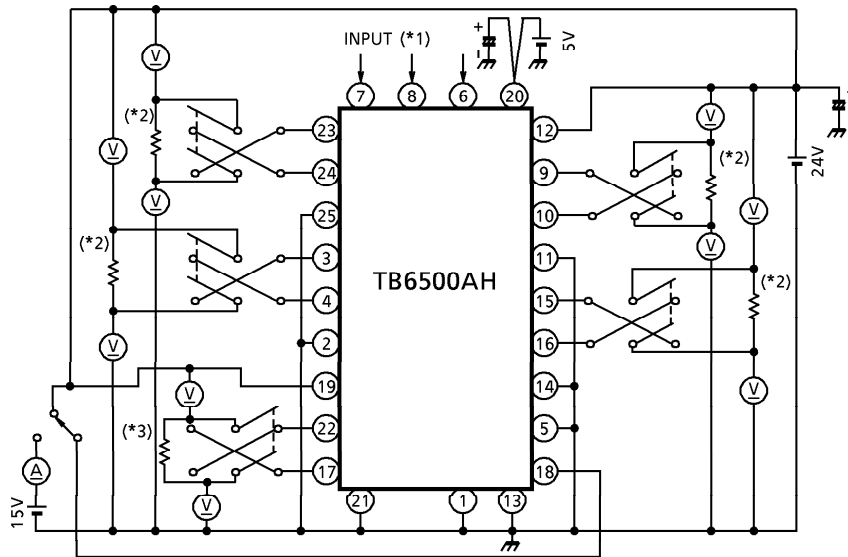 V
INPUT (*1)
+
-
5V
7
8
6
20
V
(*2)
23
12
V
(*2)
24V
V
24
9
V
25
10
V
V
(*2)
3
TB6500AH
11
(*2)
4
15
V
2
16
V
19
14
V
(*3)
22
5
A
17
18
15V
V
21
1
13